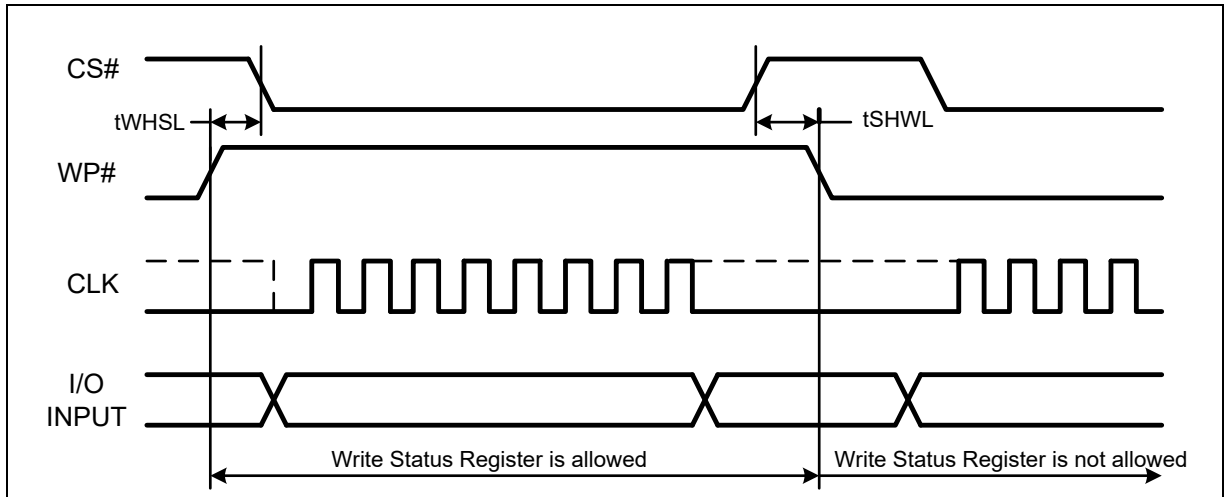 CS#
tWHSL
tSHWL
WP#
CLK
I/O
INPUT
Write Status Register is allowed
Write Status Register is not allowed